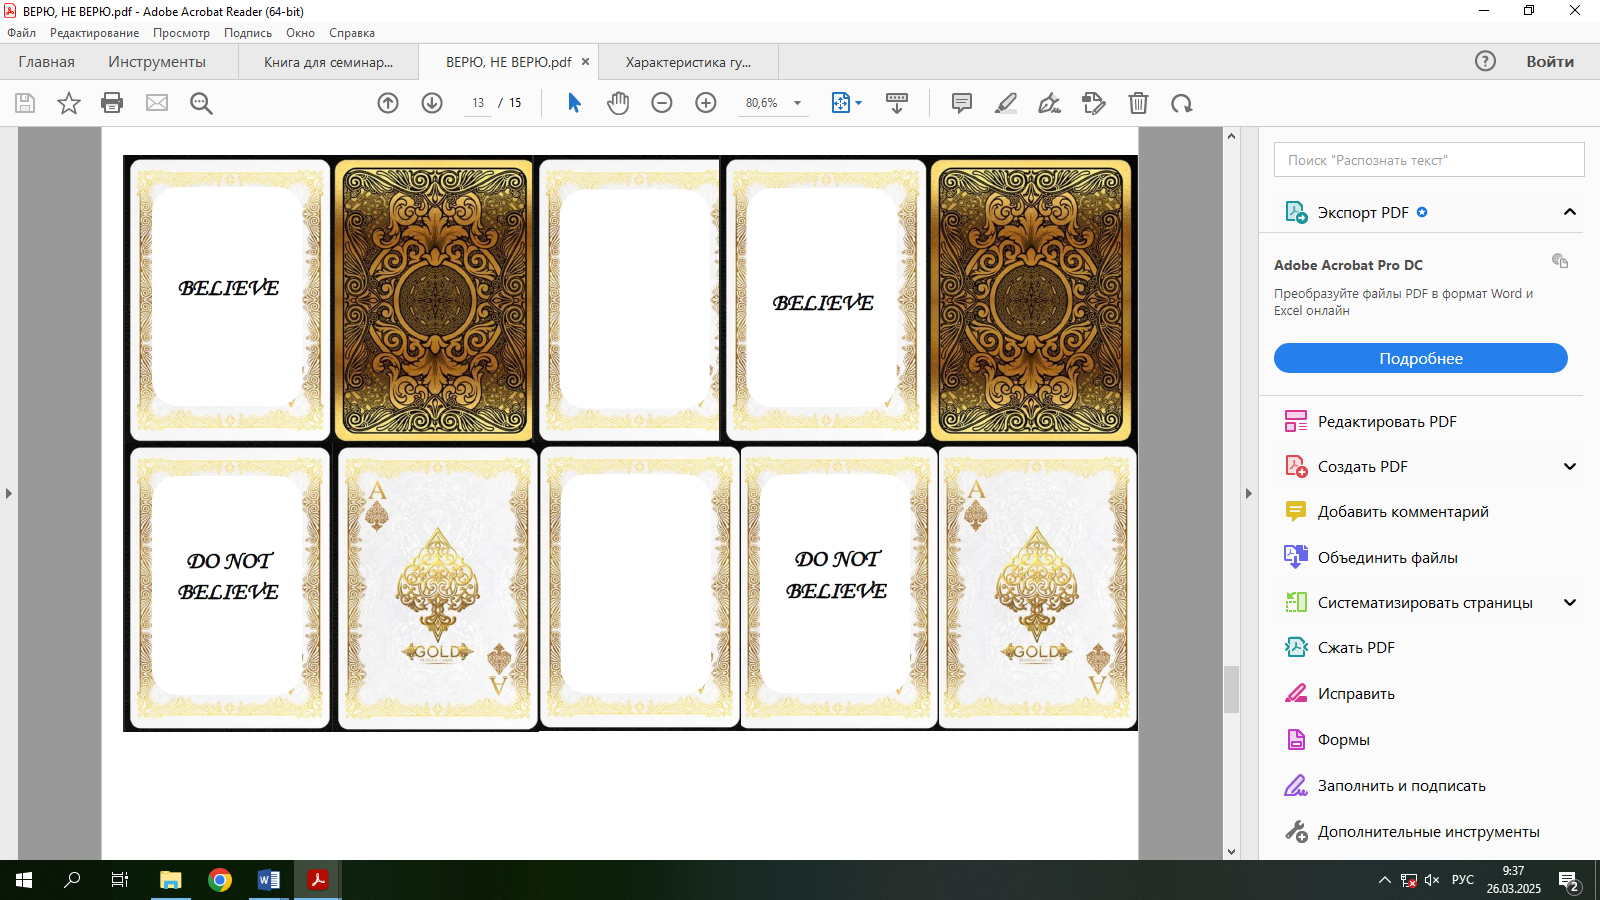 ВЕРЮ, НЕ ВЕРЮ.pdf - Adobe Acrobat Reader (64-bit)
Файл Редактирование Просмотр Подпись Окно Справка
Главная Инструменты Книга для семинар... ВЕРЮ, НЕ ВЕРЮ.pdf × Характеристика гу... Войти
13 / 15 80,6%
Поиск "Распознать текст"
Экспорт PDF
Adobe Acrobat Pro DC
Преобразуйте файлы PDF в формат Word и
Excel онлайн
Подробнее
Редактировать PDF
Создать PDF
Добавить комментарий
Объединить файлы
Систематизировать страницы
Сжать PDF
Исправить
Формы
Заполнить и подписать
Дополнительные инструменты
BELIEVE
BELIEVE
DO NOT
BELIEVE
A
GOLD
A
DO NOT
BELIEVE
A
GOLD
A
РУС
9:37
26.03.2025
2